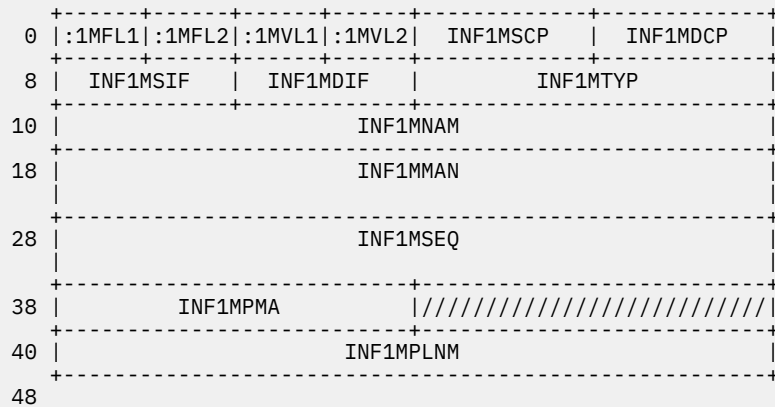 0 |:1MFL1|:1MFL2|:1MVL1|:1MVL2| INF1MSCP | INF1MDCP |
8 | INF1MSIF | INF1MDIF | INF1MTYP |
10 | INF1MNAM |
18 | INF1MMAN |
28 | INF1MSEQ |
38 | INF1MPMA |///////////////////////////|
40 | INF1MPLNM |
48